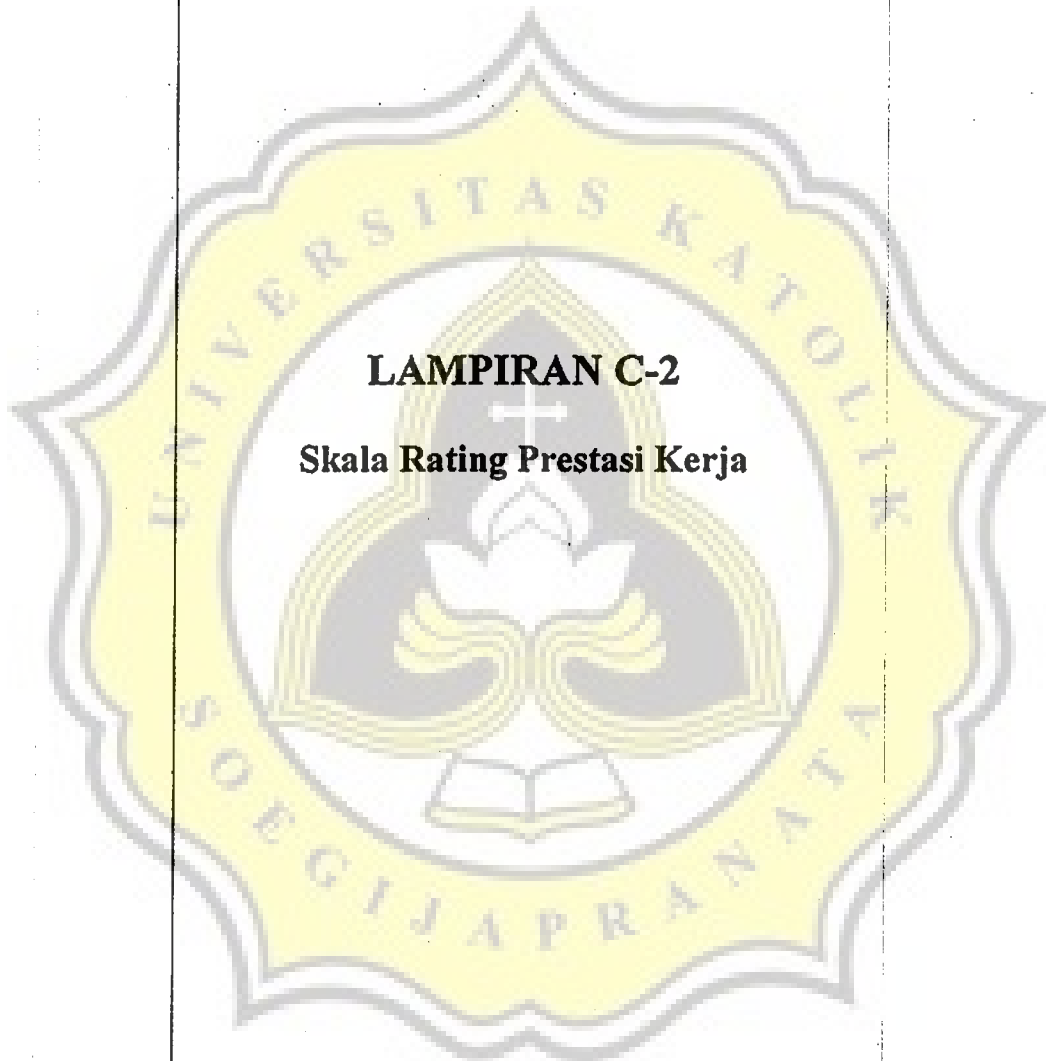 UNIVERSITAS KATOLIK
LAMPIRAN C-2
Skala Rating Prestasi Kerja
SOEGIJAPRANATA